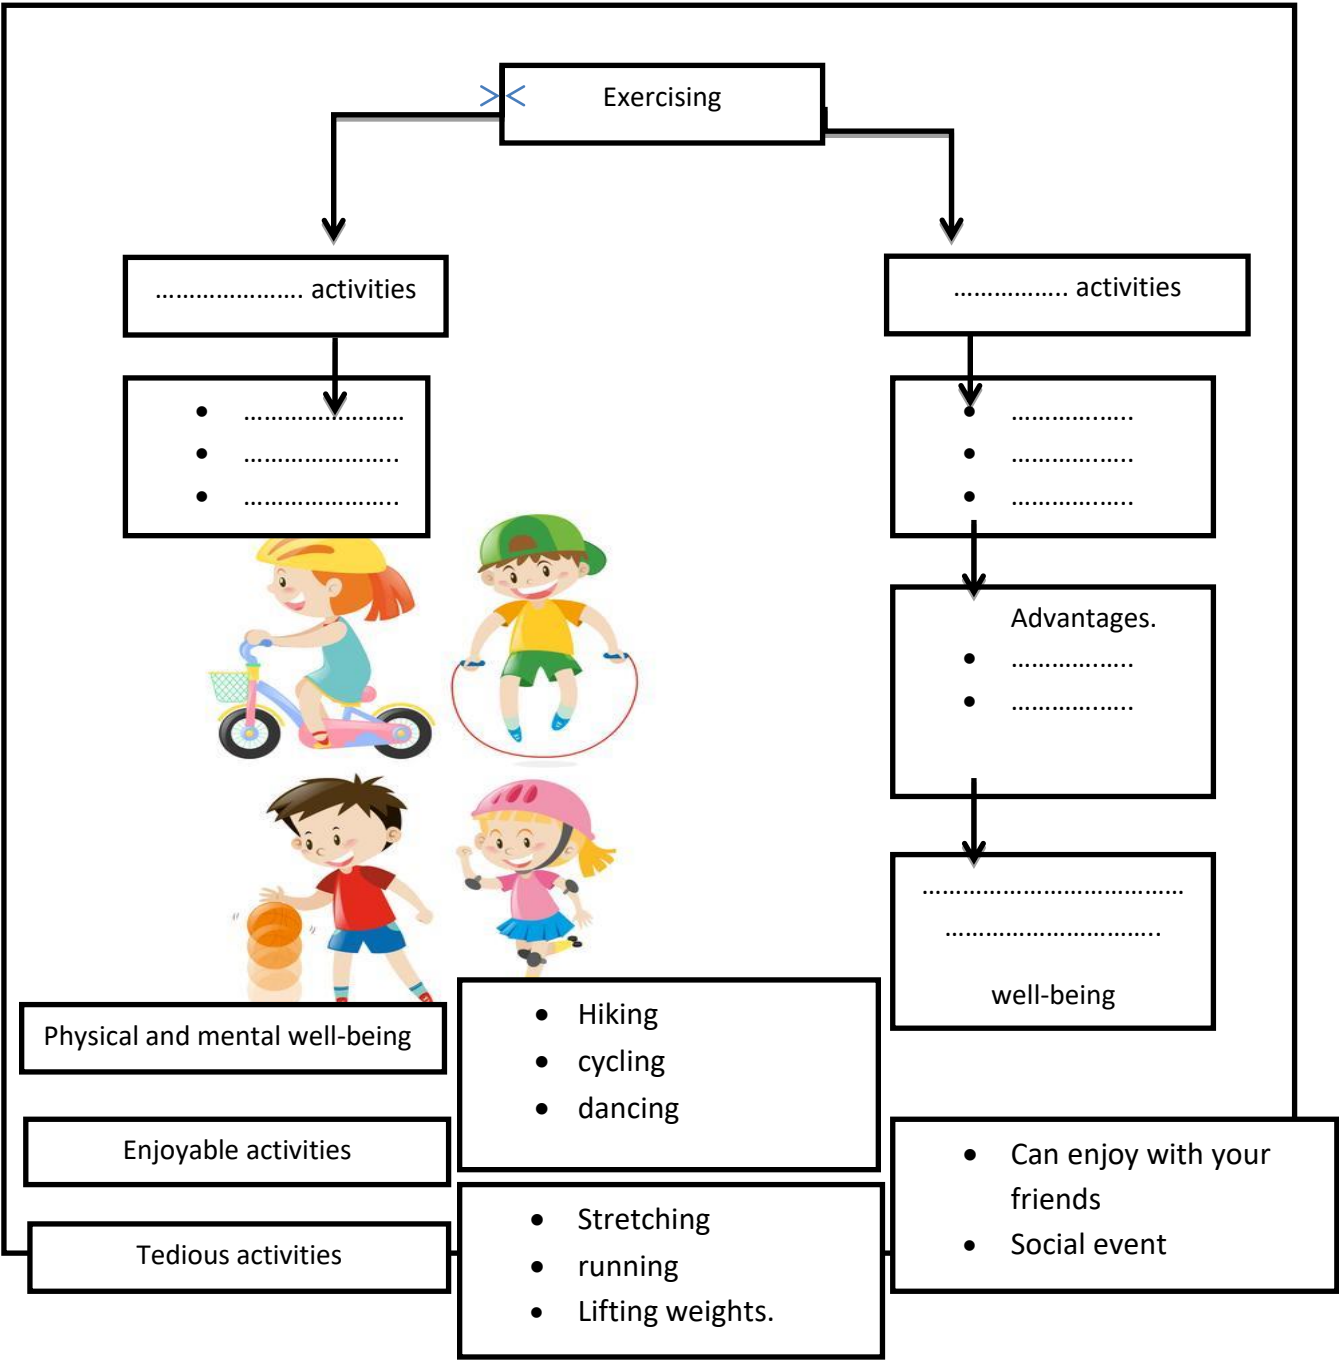 Exercising
………………….. activities
…………….. activities
• …………………….
• …………………..
• …………………..
• ……………….
• ……………….
• ……………….
Advantages.
• ……………….
• ……………….
…………………………………
…………………………..
well-being
Physical and mental well-being
Enjoyable activities
Tedious activities
• Hiking
• cycling
• dancing
• Stretching
• running
• Lifting weights.
• Can enjoy with your
friends
• Social event